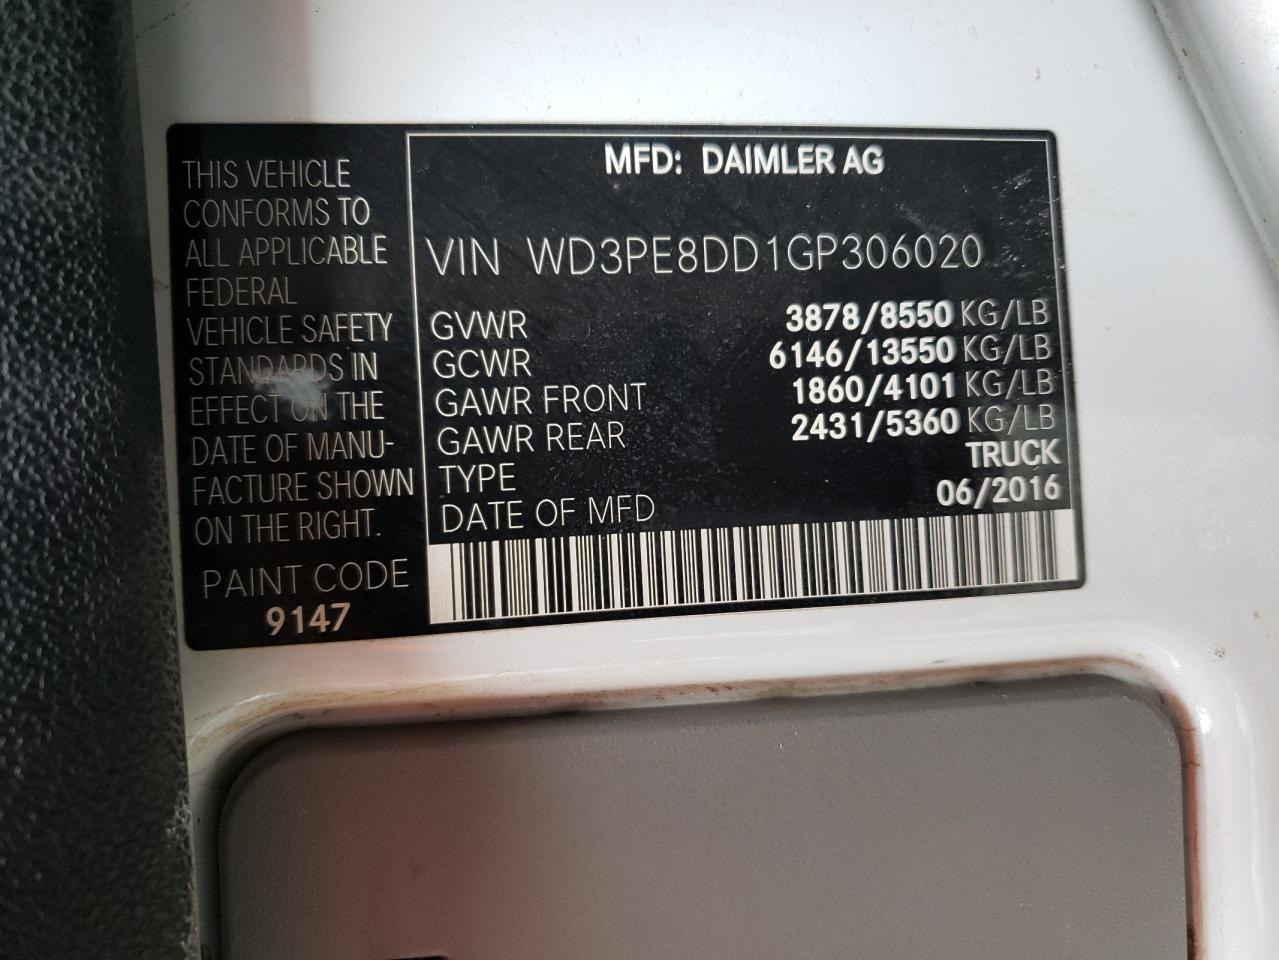 THIS VEHICLE
CONFORMS TO
ALL APPLICABLE
FEDERAL
VEHICLE SAFETY
STANDARDS IN
EFFECT ON THE
DATE OF MANU-
FACTURE SHOWN
ON THE RIGHT.
PAINT CODE
9147
MFD: DAIMLER AG
VIN WD3PE8DD1GP306020
GVWR 3878/8550 KG/LB
GCWR 6146/13550 KG/LB
GAWR FRONT 1860/4101 KG/LB
GAWR REAR 2431/5360 KG/LB
TYPE TRUCK
DATE OF MFD 06/2016